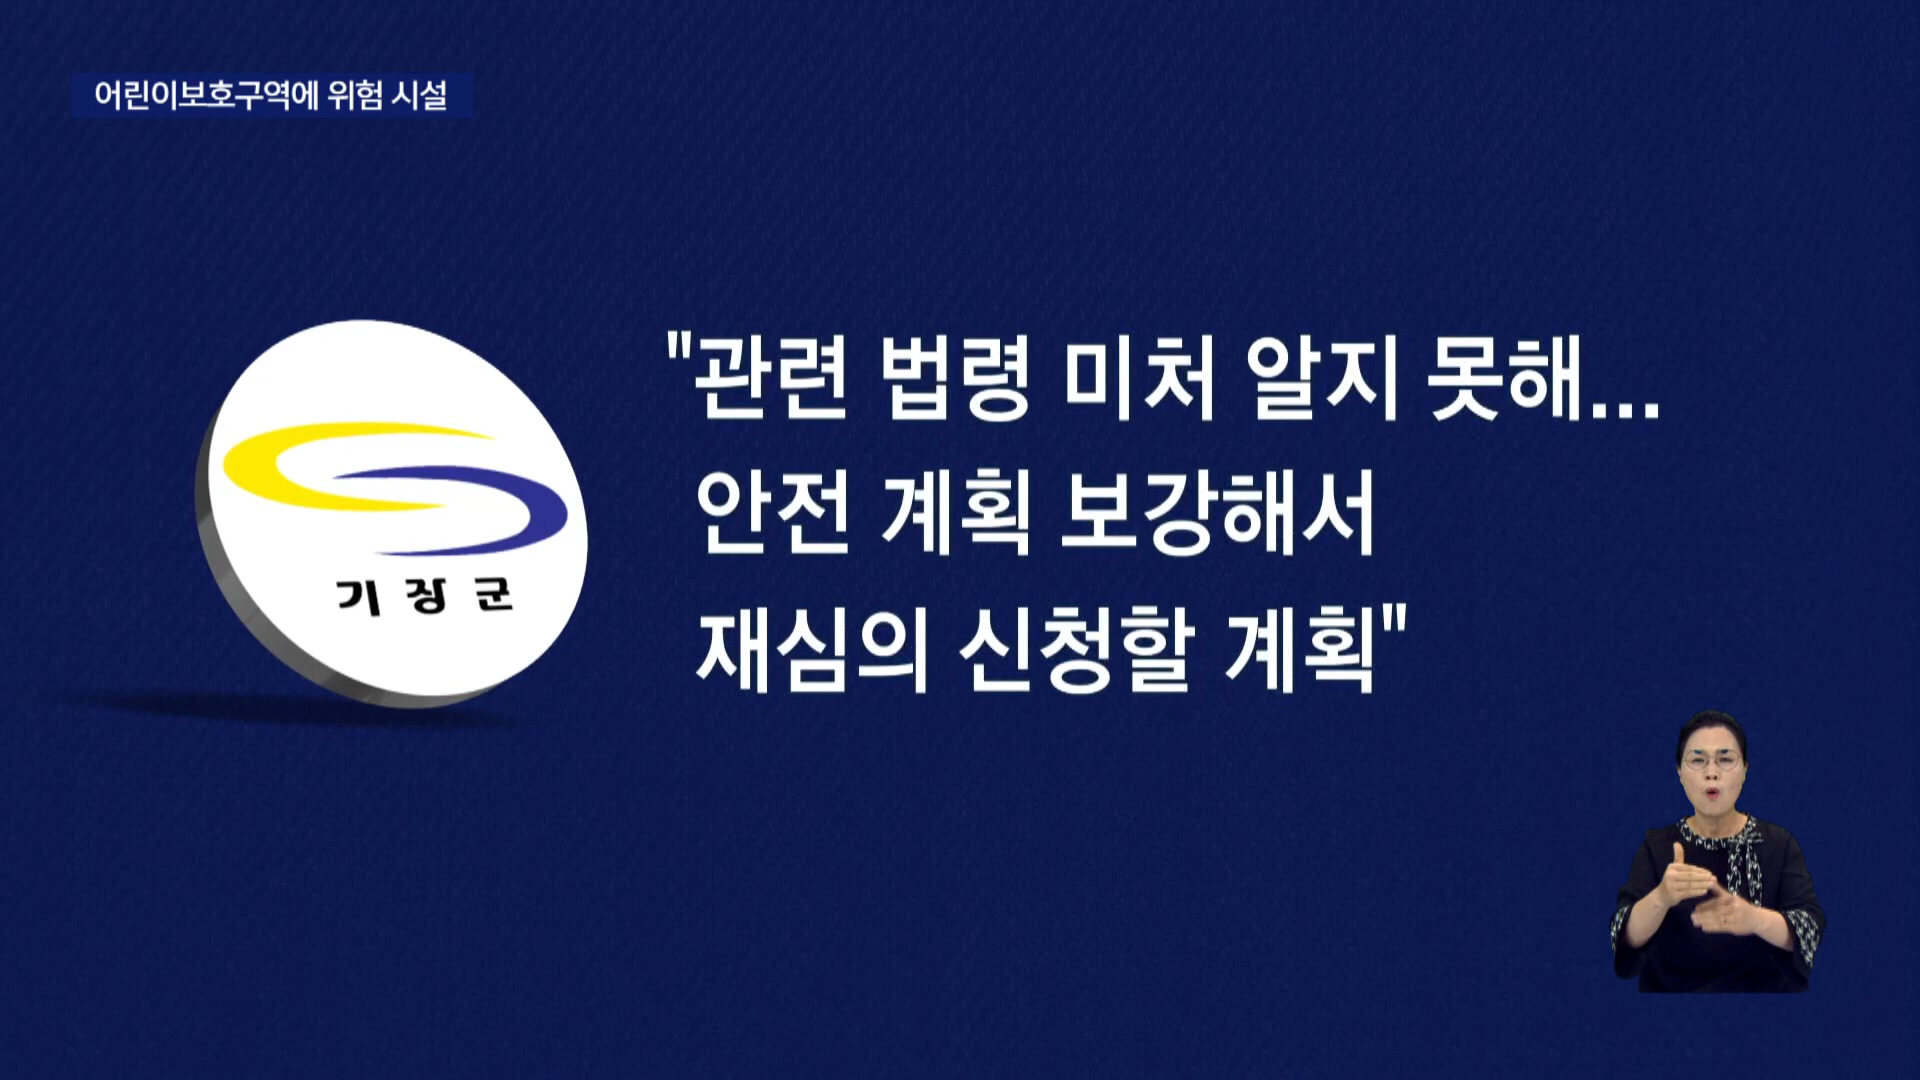 어린이보호구역에 위험 시설
"관련 법령 미처 알지 못해...
안전 계획 보강해서
재심의 신청할 계획"
기장군